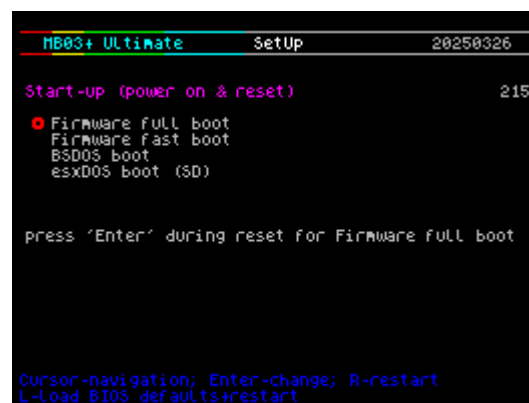 MB03+ Ultimate SetUp 20250326
Start-up (power on & reset) 215
Firmware full boot
Firmware fast boot
BSDOS boot
esxDOS boot (SD)
press ´Enter´ during reset for Firmware full boot
Cursor-navigation; Enter-change; R-restart
L-Load BIOS defaults+restart